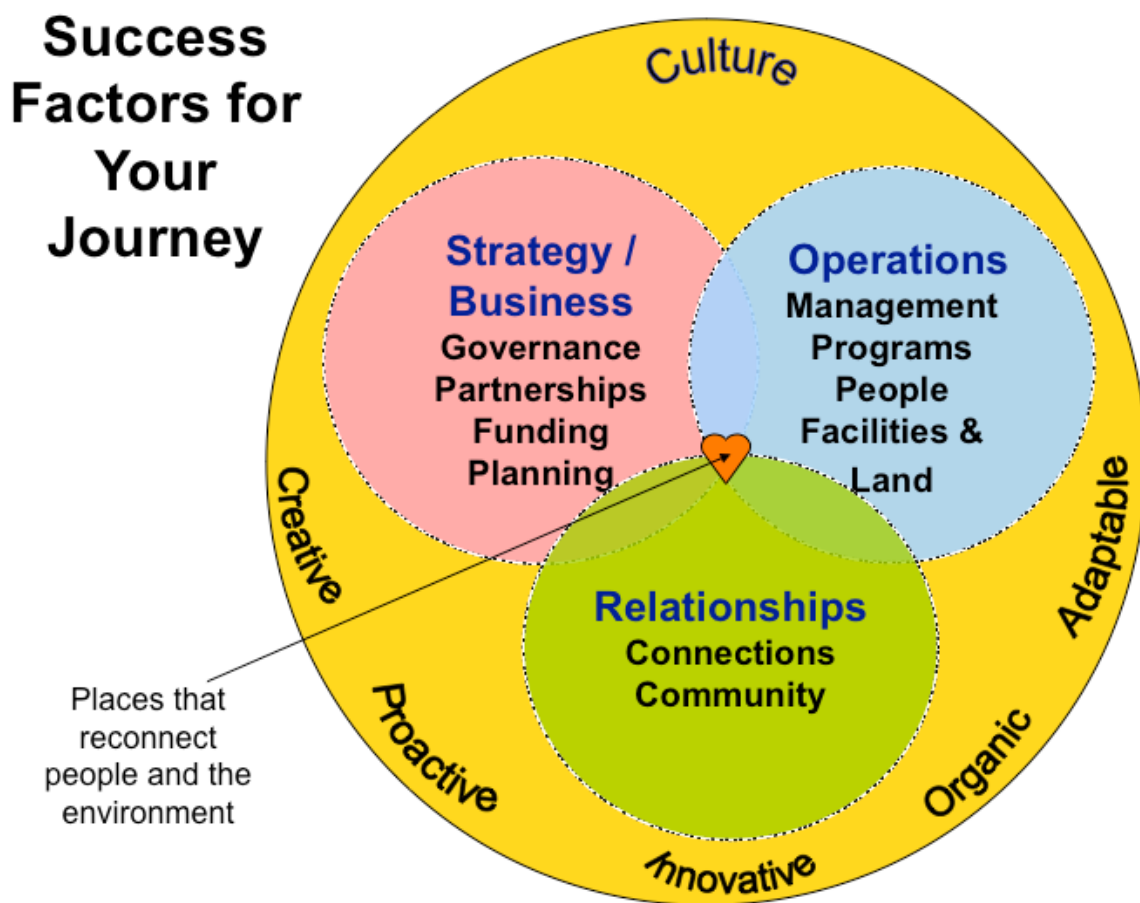 Success
Factors for
Your
Journey
Culture
Strategy /
Business
Governance
Partnerships
Funding
Planning
Operations
Management
Programs
People
Facilities &
Land
Relationships
Connections
Community
Creative
Proactive
Innovative
Organic
Adaptable
Places that
reconnect
people and the
environment